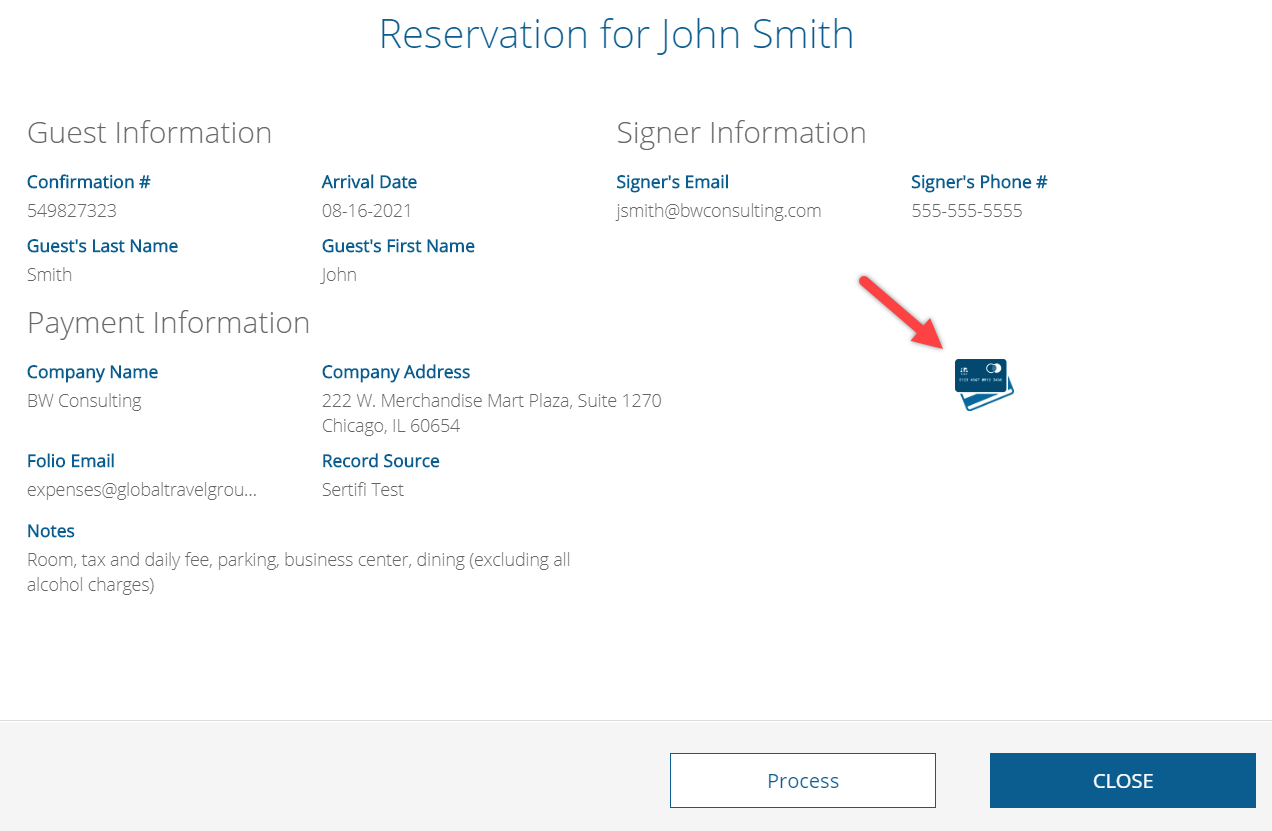 Reservation for John Smith
Guest Information
Confirmation #
Arrival Date
549827323
08-16-2021
Guest's Last Name
Guest's First Name
Smith
John
Signer Information
Signer's Email
Signer's Phone #
jsmith@bwconsulting.com
555-555-5555
Payment Information
Company Name
Company Address
BW Consulting
222 W. Merchandise Mart Plaza, Suite 1270
Chicago, IL 60654
Folio Email
Record Source
expenses@globaltravelgrou...
Sertifi Test
Notes
Room, tax and daily fee, parking, business center, dining (excluding all
alcohol charges)
Process
CLOSE